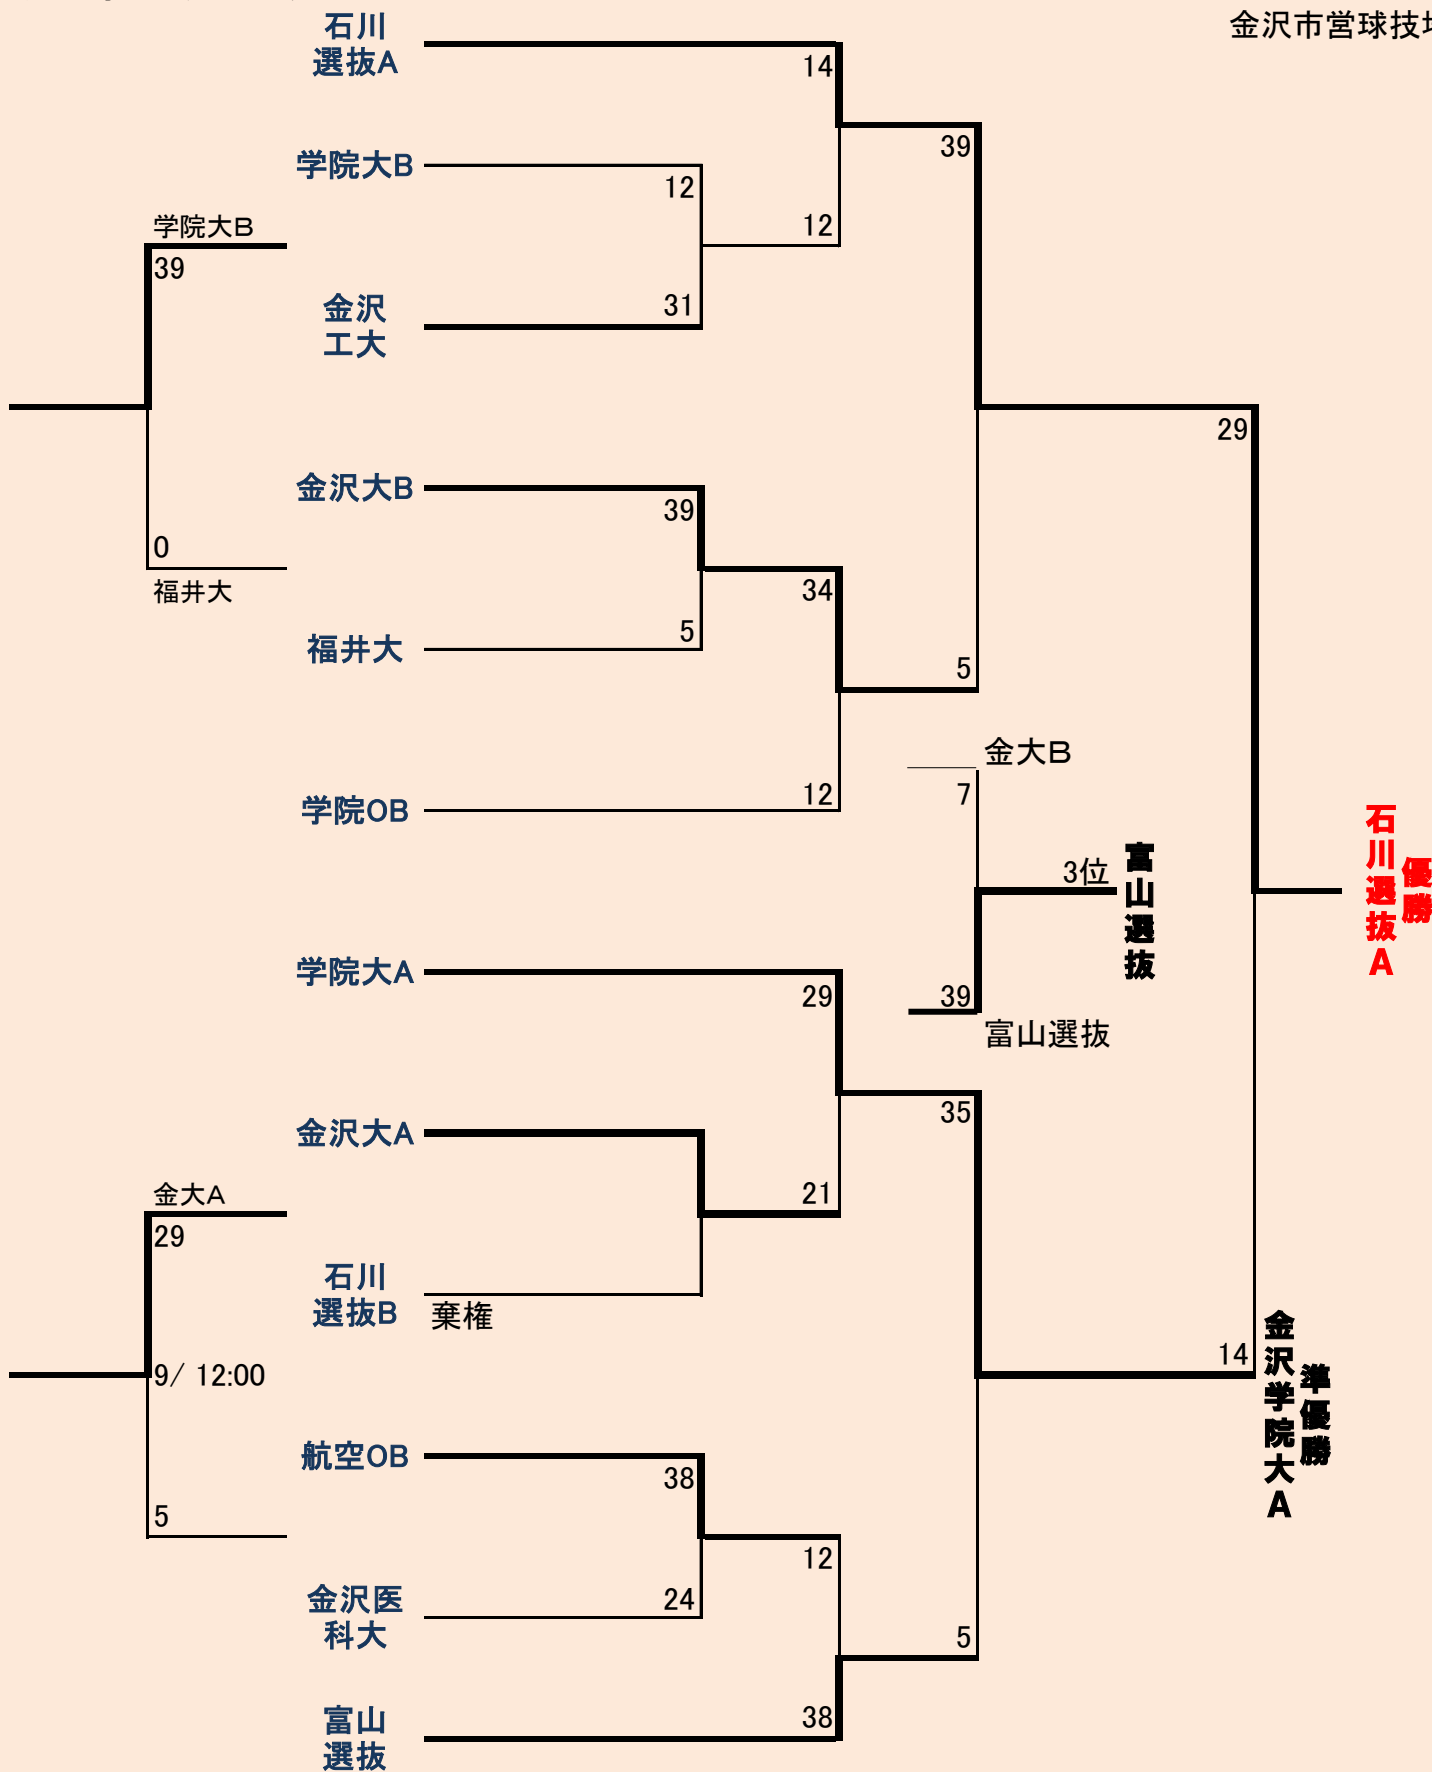 金沢市営球技場
石川
選抜A
14
39
学院大B
12
12
学院大B
39
31
金沢
工大
29
金沢大B
39
0
福井大
34
5
福井大
5
金大B
7
学院OB
12
3位
富山選抜
石川選抜A
優勝
学院大A
29
39
富山選抜
35
金沢大A
金大A
21
29
石川
選抜B
棄権
9/ 12:00
14
金沢学院大A
準優勝
航空OB
38
5
12
金沢医
科大
24
5
富山
選抜
38